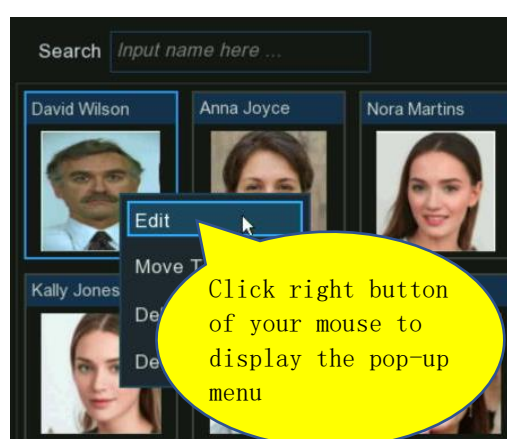 Search Input name here ...
David Wilson
Anna Joyce
Nora Martins
Edit
Move
Kally Jones
Click right button
of your mouse to
display the pop-up
menu